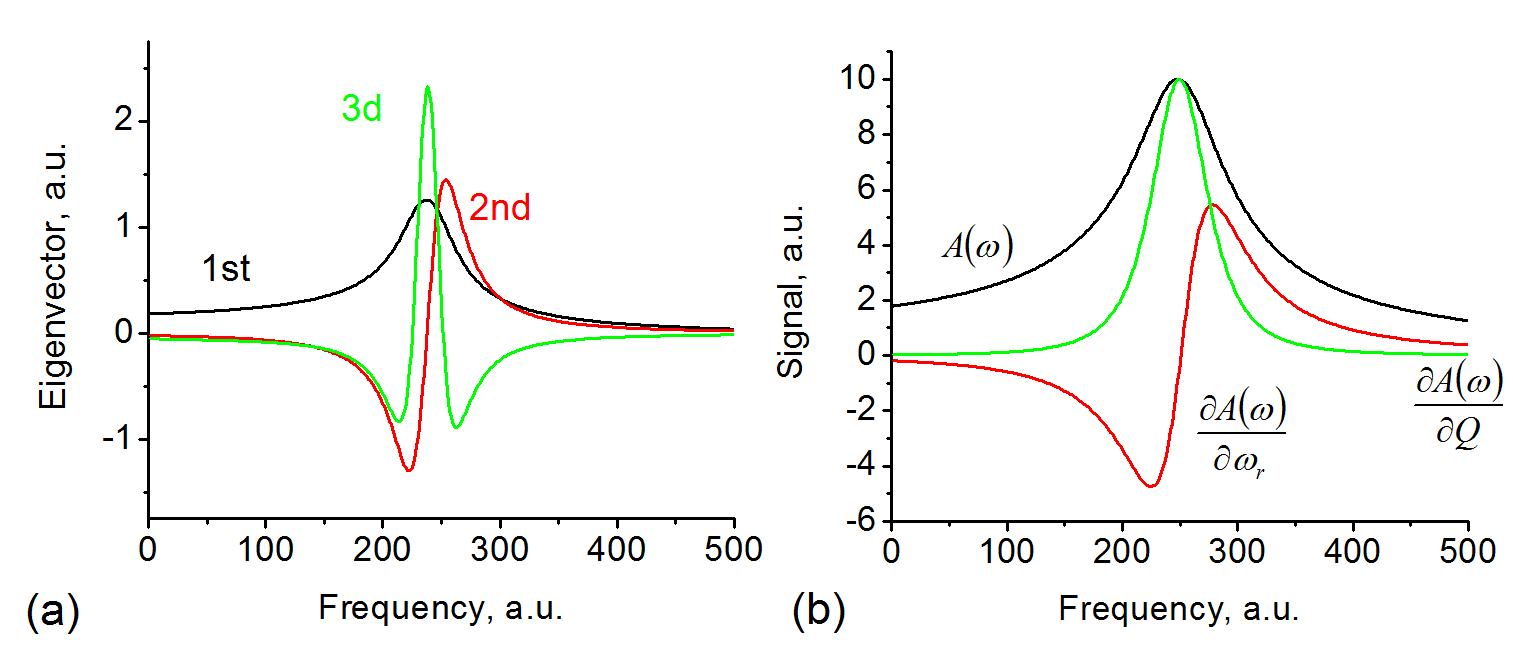 Eigenvector, a.u.
2
1
0
-1
3d
2nd
1st
0 100 200 300 400 500
Frequency, a.u.
(a)
Signal, a.u.
10
8
6
4
2
0
-2
-4
-6
A(ω)
∂A(ω)
∂ω_r
∂A(ω)
∂Q
0 100 200 300 400 500
Frequency, a.u.
(b)